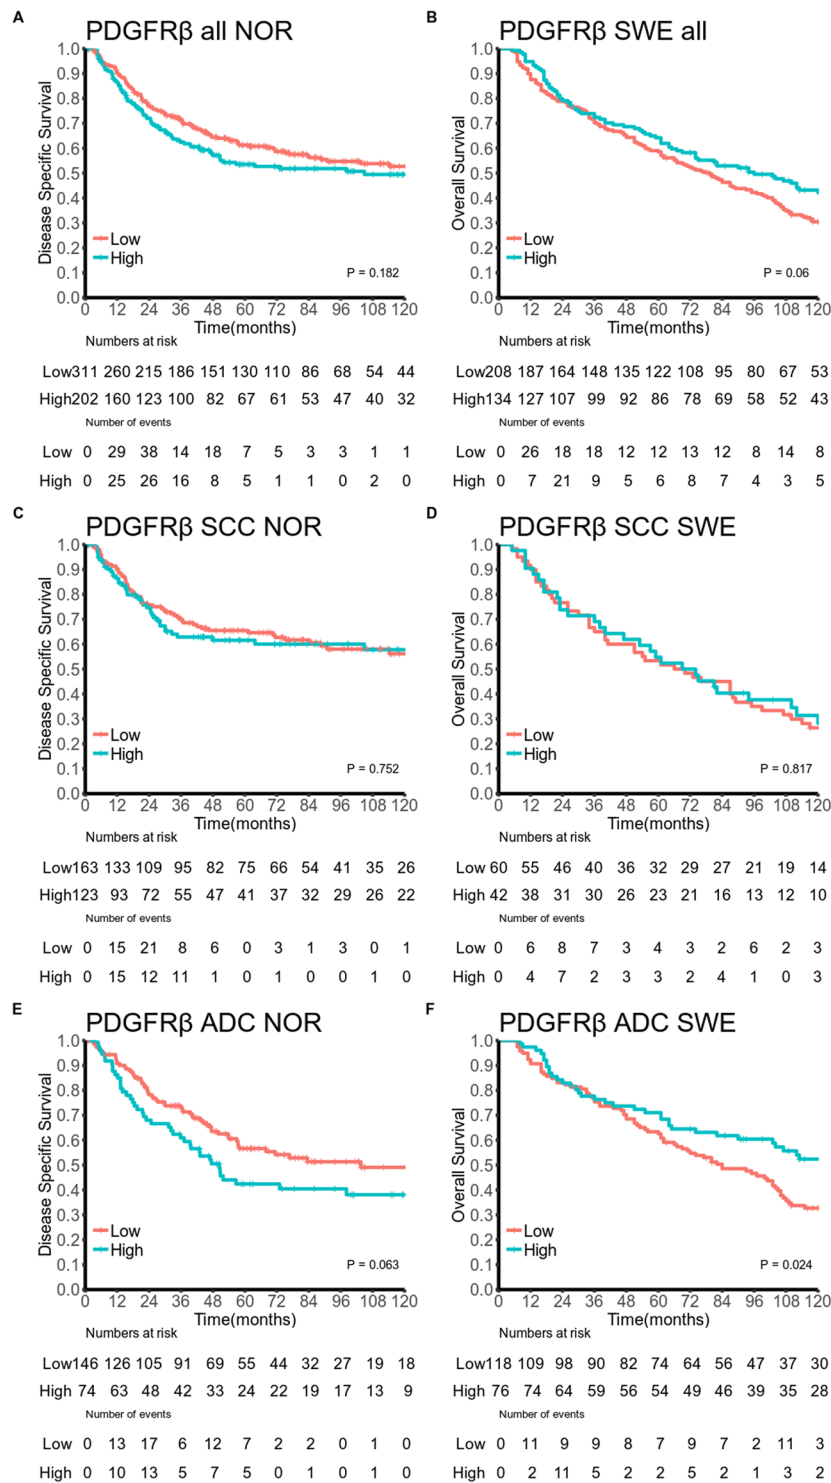 A
PDGFRβ all NOR
Disease Specific Survival
1.0
0.9
0.8
0.7
0.6
0.5
0.4
0.3
0.2
0.1
0.0
Low
High
P = 0.182
0 12 24 36 48 60 72 84 96 108 120
Time(months)
Numbers at risk
Low 311 260 215 186 151 130 110 86 68 54 44
High 202 160 123 100 82 67 61 53 47 40 32
Number of events
Low 0 29 38 14 18 7 5 3 3 1 1
High 0 25 26 16 8 5 1 1 0 2 0
B
PDGFRβ SWE all
Overall Survival
1.0
0.9
0.8
0.7
0.6
0.5
0.4
0.3
0.2
0.1
0.0
Low
High
P = 0.06
0 12 24 36 48 60 72 84 96 108 120
Time(months)
Numbers at risk
Low 208 187 164 148 135 122 108 95 80 67 53
High 134 127 107 99 92 86 78 69 58 52 43
Number of events
Low 0 26 18 18 12 12 13 12 8 14 8
High 0 7 21 9 5 6 8 7 4 3 5
C
PDGFRβ SCC NOR
Disease Specific Survival
1.0
0.9
0.8
0.7
0.6
0.5
0.4
0.3
0.2
0.1
0.0
Low
High
P = 0.752
0 12 24 36 48 60 72 84 96 108 120
Time(months)
Numbers at risk
Low 163 133 109 95 82 75 66 54 41 35 26
High 123 93 72 55 47 41 37 32 29 26 22
Number of events
Low 0 15 21 8 6 0 3 1 3 0 1
High 0 15 12 11 1 0 1 0 0 1 0
D
PDGFRβ SCC SWE
Overall Survival
1.0
0.9
0.8
0.7
0.6
0.5
0.4
0.3
0.2
0.1
0.0
Low
High
P = 0.817
0 12 24 36 48 60 72 84 96 108 120
Time(months)
Numbers at risk
Low 60 55 46 40 36 32 29 27 21 19 14
High 42 38 31 30 26 23 21 16 13 12 10
Number of events
Low 0 6 8 7 3 4 3 2 6 2 3
High 0 4 7 2 3 3 2 4 1 0 3
E
PDGFRβ ADC NOR
Disease Specific Survival
1.0
0.9
0.8
0.7
0.6
0.5
0.4
0.3
0.2
0.1
0.0
Low
High
P = 0.063
0 12 24 36 48 60 72 84 96 108 120
Time(months)
Numbers at risk
Low 146 126 105 91 69 55 44 32 27 19 18
High 74 63 48 42 33 24 22 19 17 13 9
Number of events
Low 0 13 17 6 12 7 2 2 0 1 0
High 0 10 13 5 7 5 0 1 0 1 0
F
PDGFRβ ADC SWE
Overall Survival
1.0
0.9
0.8
0.7
0.6
0.5
0.4
0.3
0.2
0.1
0.0
Low
High
P = 0.024
0 12 24 36 48 60 72 84 96 108 120
Time(months)
Numbers at risk
Low 118 109 98 90 82 74 64 56 47 37 30
High 76 74 64 59 56 54 49 46 39 35 28
Number of events
Low 0 11 9 9 8 7 9 7 2 11 3
High 0 2 11 5 2 2 5 2 1 3 2